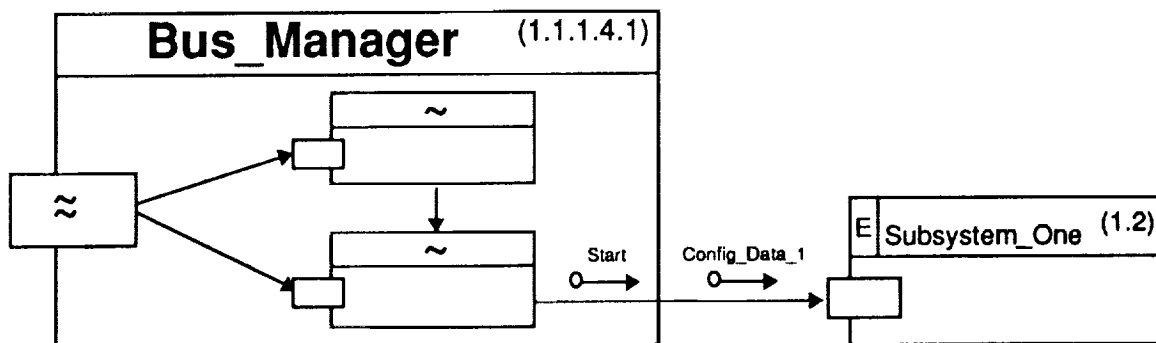 Bus_Manager (1.1.1.4.1)
~
≈
~
Start
Config_Data_1
E Subsystem_One (1.2)